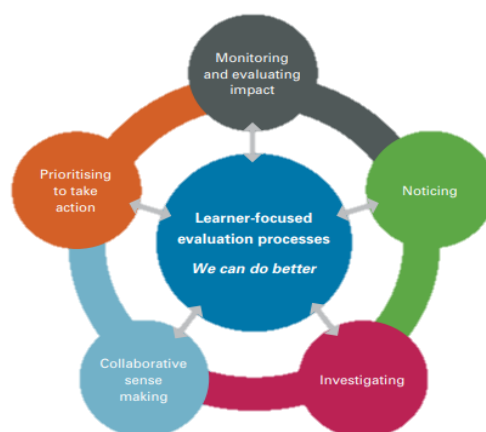 Monitoring
and evaluating
impact
Prioritising
to take
action
Noticing
Learner-focused
evaluation processes
We can do better
Collaborative
sense
making
Investigating